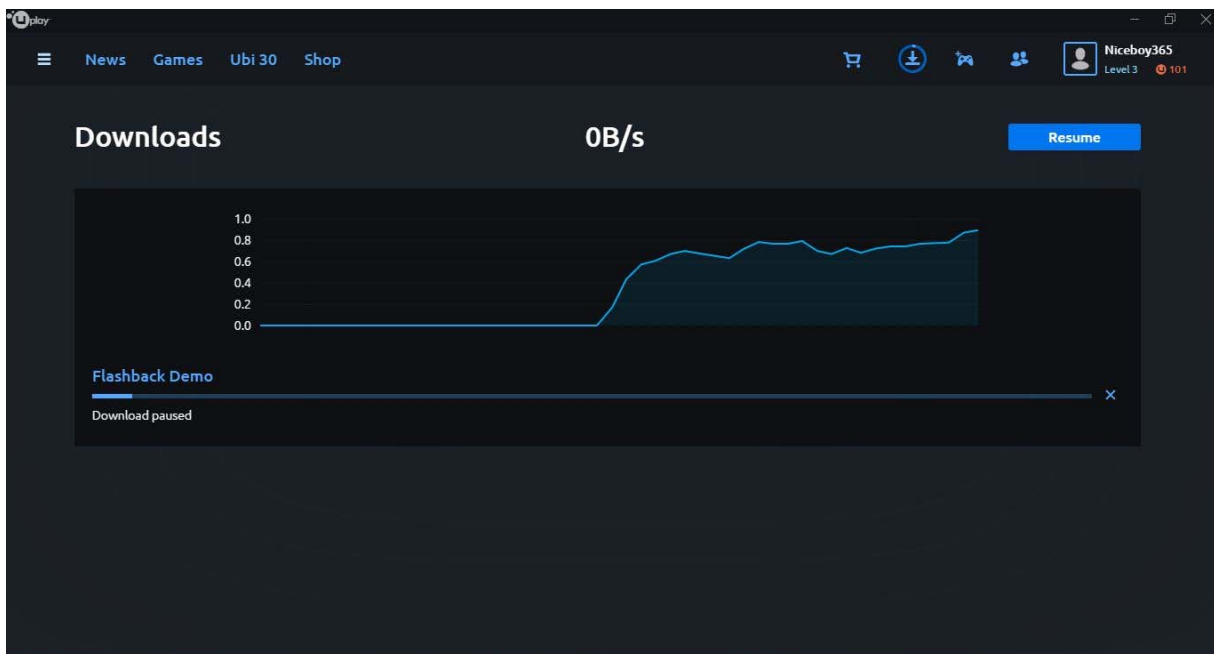 Uplay
News Games Ubi 30 Shop
Niceboy365
Level 3 101
Downloads 0B/s Resume
1.0
0.8
0.6
0.4
0.2
0.0
Flashback Demo
Download paused